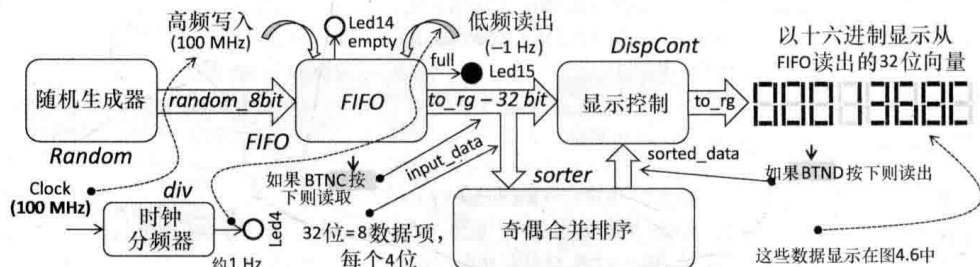 高频写入
(100 MHz)
Led14
empty
低频读出
(−1 Hz)
full
Led15
DispCont
以十六进制显示从
FIFO读出的32位向量
随机生成器
random_8bit
FIFO
to_rg − 32 bit
显示控制
to_rg
Random
FIFO
input_data
sorter
sorted_data
如果BTND按下则读出
Clock
(100 MHz)
div
如果 BTNC 按
下则读取
时钟
分频器
Led4
约1 Hz
32位=8数据项，
每个4位
奇偶合并排序
这些数据显示在图4.6中